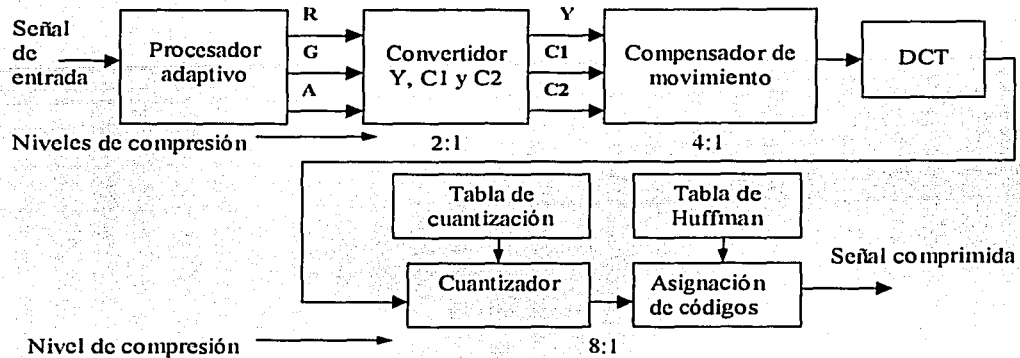 Señal
de
entrada
Procesador
adaptivo
R
G
A
Convertidor
Y, C1 y C2
Y
C1
C2
Compensador de
movimiento
DCT
Niveles de compresión
2:1
4:1
Tabla de
cuantización
Tabla de
Huffman
Cuantizador
Asignación
de códigos
Señal comprimida
Nivel de compresión
8:1